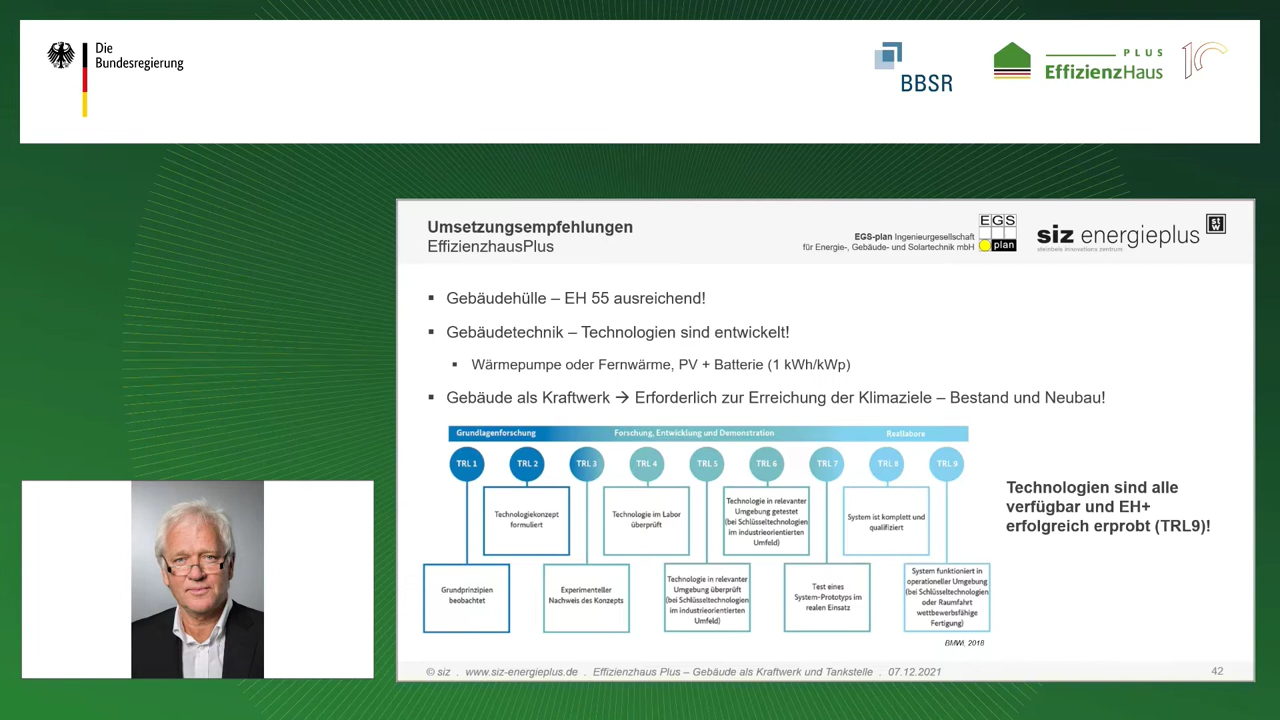 Die
Bundesregierung
BBSR
PLUS
EffizienzHaus
10
Umsetzungsempfehlungen
EffizienzhausPlus
EGS-plan Ingenieurgesellschaft
für Energie-, Gebäude- und Solartechnik mbH
EGS
plan
siz energieplus
steinbeis innovations zentrum
st
w
▪ Gebäudehülle – EH 55 ausreichend!
▪ Gebäudetechnik – Technologien sind entwickelt!
▪ Wärmepumpe oder Fernwärme, PV + Batterie (1 kWh/kWp)
▪ Gebäude als Kraftwerk → Erforderlich zur Erreichung der Klimaziele – Bestand und Neubau!
Grundlagenforschung
Forschung, Entwicklung und Demonstration
Reallabore
TRL 1
TRL 2
TRL 3
TRL 4
TRL 5
TRL 6
TRL 7
TRL 8
TRL 9
Technologiekonzept
formuliert
Technologie im Labor
überprüft
Technologie in relevanter
Umgebung getestet
(bei Schlüsseltechnologien
im industrieorientierten
Umfeld)
System ist komplett und
qualifiziert
Grundprinzipien
beobachtet
Experimenteller
Nachweis des Konzepts
Technologie in relevanter
Umgebung überprüft
(bei Schlüsseltechnologien
im industrieorientierten
Umfeld)
Test eines
System-Prototyps im
realen Einsatz
System funktioniert in
operationeller Umgebung
(bei Schlüsseltechnologien
oder Raumfahrt
wettbewerbsfähige
Fertigung)
BMWi, 2018
Technologien sind alle
verfügbar und EH+
erfolgreich erprobt (TRL9)!
© siz . www.siz-energieplus.de . Effizienzhaus Plus – Gebäude als Kraftwerk und Tankstelle . 07.12.2021
42